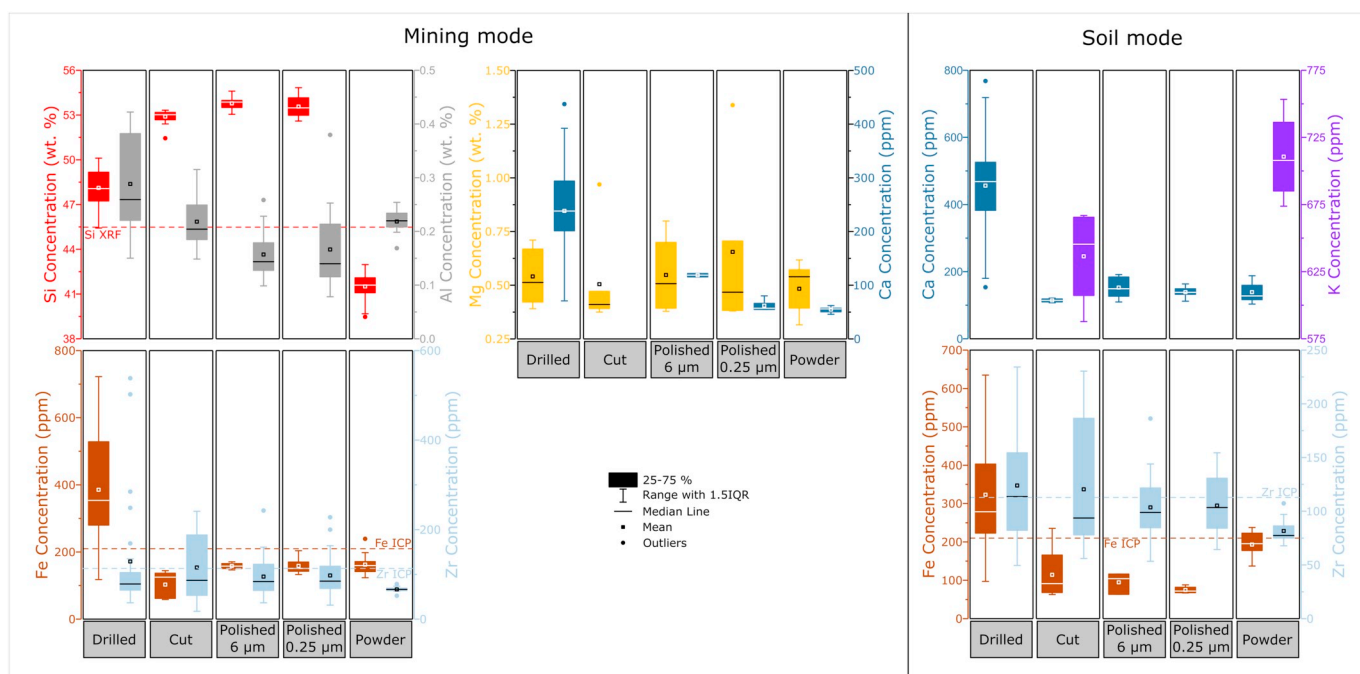 Mining mode
Soil mode
56
53
50
47
44
41
38
Si Concentration (wt. %)
Si XRF
0.5
0.4
0.3
0.2
0.1
0.0
Al Concentration (wt. %)
1.50
1.25
1.00
0.75
0.50
0.25
Mg Concentration (wt. %)
500
400
300
200
100
0
Ca Concentration (ppm)
Drilled
Cut
Polished
6 µm
Polished
0.25 µm
Powder
800
600
400
200
0
Ca Concentration (ppm)
775
725
675
625
575
K Concentration (ppm)
800
600
400
200
0
Fe Concentration (ppm)
Fe ICP
Zr ICP
600
400
200
0
Zr Concentration (ppm)
Drilled
Cut
Polished
6 µm
Polished
0.25 µm
Powder
25-75 %
Range with 1.5IQR
Median Line
Mean
Outliers
700
600
500
400
300
200
100
0
Fe Concentration (ppm)
Fe ICP
Zr ICP
250
200
150
100
50
0
Zr Concentration (ppm)
Drilled
Cut
Polished
6 µm
Polished
0.25 µm
Powder